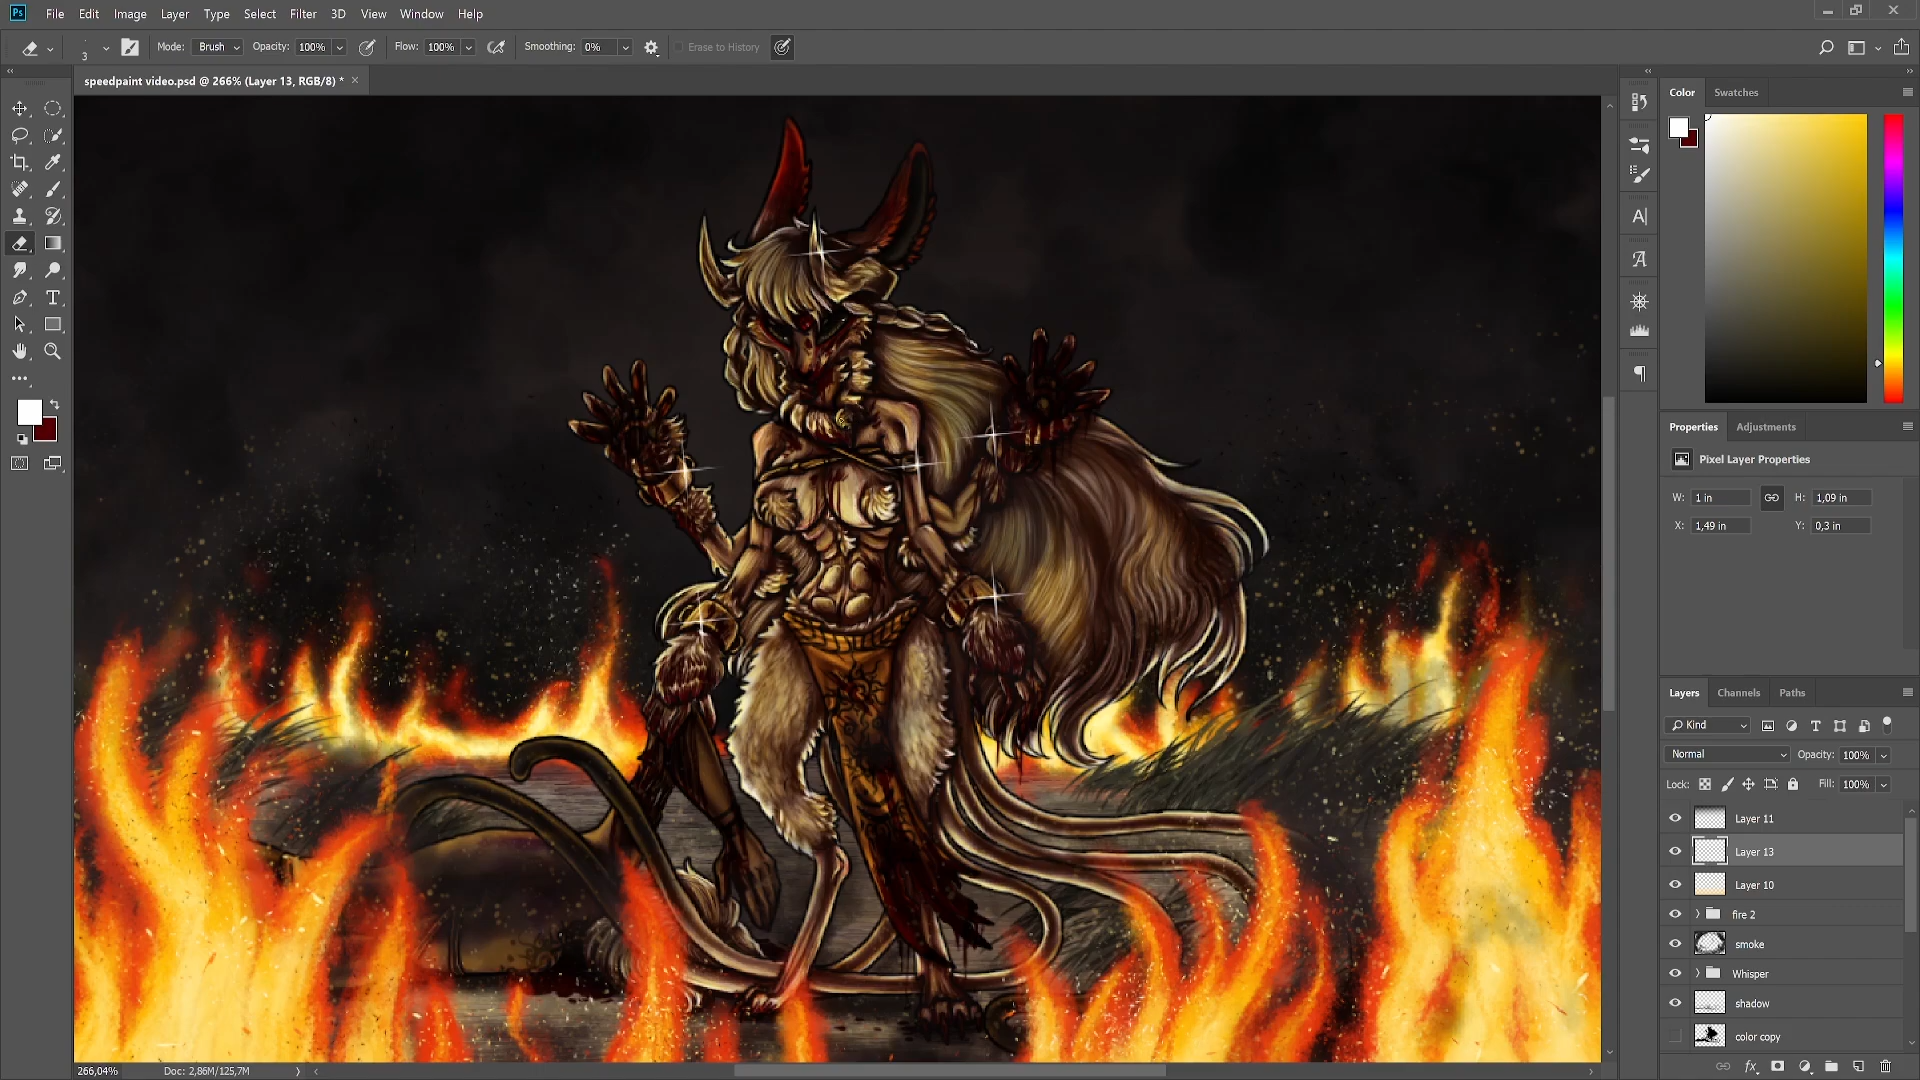 Ps File Edit Image Layer Type Select Filter 3D View Window Help
3 Mode: Brush Opacity: 100% Flow: 100% Smoothing: 0% Erase to History
speedpaint video.psd @ 266% (Layer 13, RGB/8) * ×
Color Swatches
Properties Adjustments
Pixel Layer Properties
W: 1 in H: 1,09 in
X: 1,49 in Y: 0,3 in
Layers Channels Paths
Kind
Normal Opacity: 100%
Lock: Fill: 100%
Layer 11
Layer 13
Layer 10
fire 2
smoke
Whisper
shadow
color copy
266,04% Doc: 2,86M/125,7M